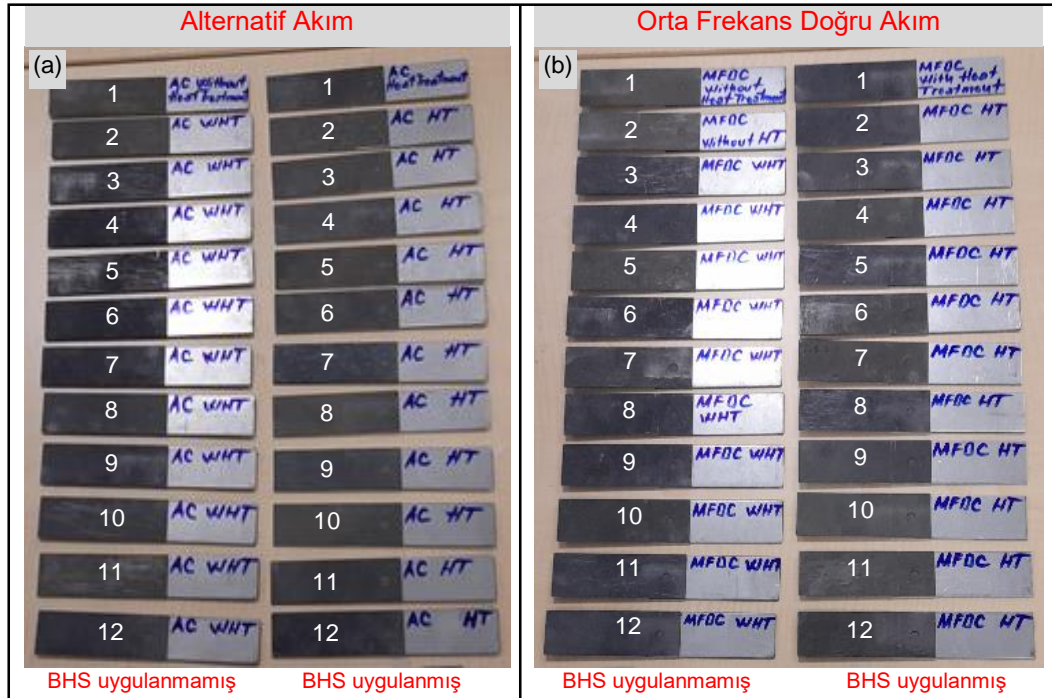 Alternatif Akım
Orta Frekans Doğru Akım
(a)
1
AC Without
Heat Treatment
2
AC WHT
3
AC WHT
4
AC WHT
5
AC WHT
6
AC WHT
7
AC WHT
8
AC WHT
9
AC WHT
10
AC WHT
11
AC WHT
12
AC WHT
BHS uygulanmamış
1
AC
Heat Treatment
2
AC HT
3
AC HT
4
AC HT
5
AC HT
6
AC HT
7
AC HT
8
AC HT
9
AC HT
10
AC HT
11
AC HT
12
AC HT
BHS uygulanmış
(b)
1
MFDC
Without
Heat Treatment
2
MFDC
Without HT
3
MFDC WHT
4
MFDC WHT
5
MFDC WHT
6
MFDC WHT
7
MFDC WHT
8
MFDC
WHT
9
MFDC WHT
10
MFDC WHT
11
MFDC WHT
12
MFDC WHT
BHS uygulanmamış
1
MFDC
With Heat
Treatment
2
MFDC HT
3
MFDC HT
4
MFDC HT
5
MFDC HT
6
MFDC HT
7
MFDC HT
8
MFDC HT
9
MFDC HT
10
MFDC HT
11
MFDC HT
12
MFDC HT
BHS uygulanmış